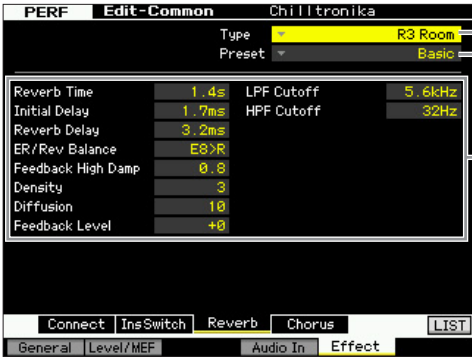 PERF Edit-Common Chilltronika
Type R3 Room
Preset Basic
Reverb Time 1.4s LPF Cutoff 5.6kHz
Initial Delay 1.7ms HPF Cutoff 32Hz
Reverb Delay 3.2ms
ER/Rev Balance E8>R
Feedback High Damp 0.8
Density 3
Diffusion 10
Feedback Level +0
Connect InsSwitch Reverb Chorus LIST
General Level/MEF Audio In Effect